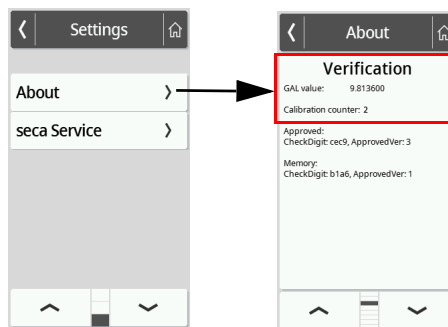 Settings
About
seca Service
About
Verification
GAL value: 9.813600
Calibration counter: 2
Approved:
CheckDigit: cec9, ApprovedVer: 3
Memory:
CheckDigit: b1a6, ApprovedVer: 1